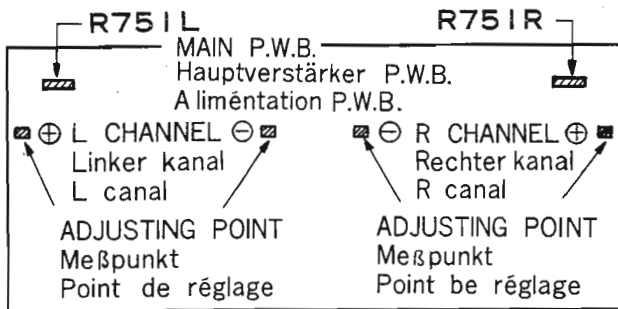 R751L
R751R
MAIN P.W.B.
Hauptverstärker P.W.B.
Aliméntation P.W.B.
⊕ L CHANNEL ⊖
Linker kanal
L canal
⊖ R CHANNEL ⊕
Rechter kanal
R canal
ADJUSTING POINT
Meßpunkt
Point de réglage
ADJUSTING POINT
Meßpunkt
Point be réglage